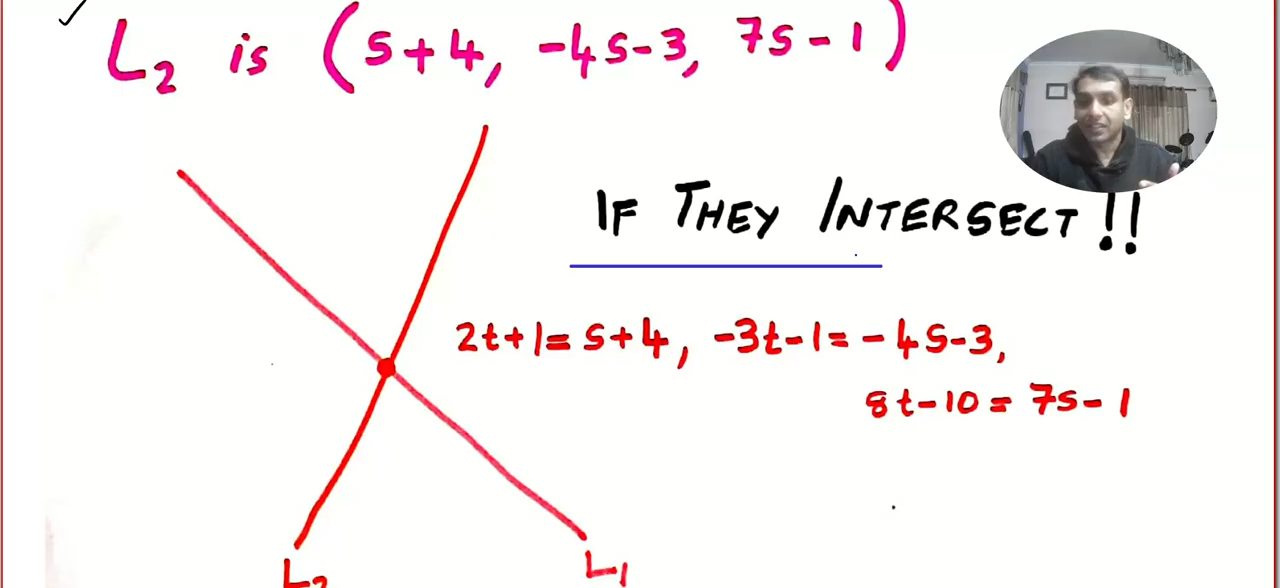 L₂ is (s+4, -4s-3, 7s-1)
IF THEY INTERSECT!!
2t+1=s+4, -3t-1=-4s-3,
8t-10=7s-1
L₂ L₁